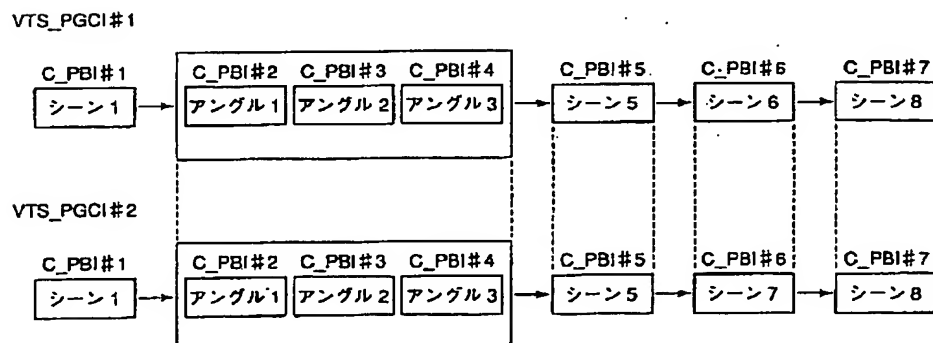 VTS_PGCI#1
C_PBI#1 C_PBI#2 C_PBI#3 C_PBI#4 C_PBI#5 C_PBI#6 C_PBI#7
シーン1 アングル1 アングル2 アングル3 シーン5 シーン6 シーン8
VTS_PGCI#2
C_PBI#1 C_PBI#2 C_PBI#3 C_PBI#4 C_PBI#5 C_PBI#6 C_PBI#7
シーン1 アングル1 アングル2 アングル3 シーン5 シーン7 シーン8